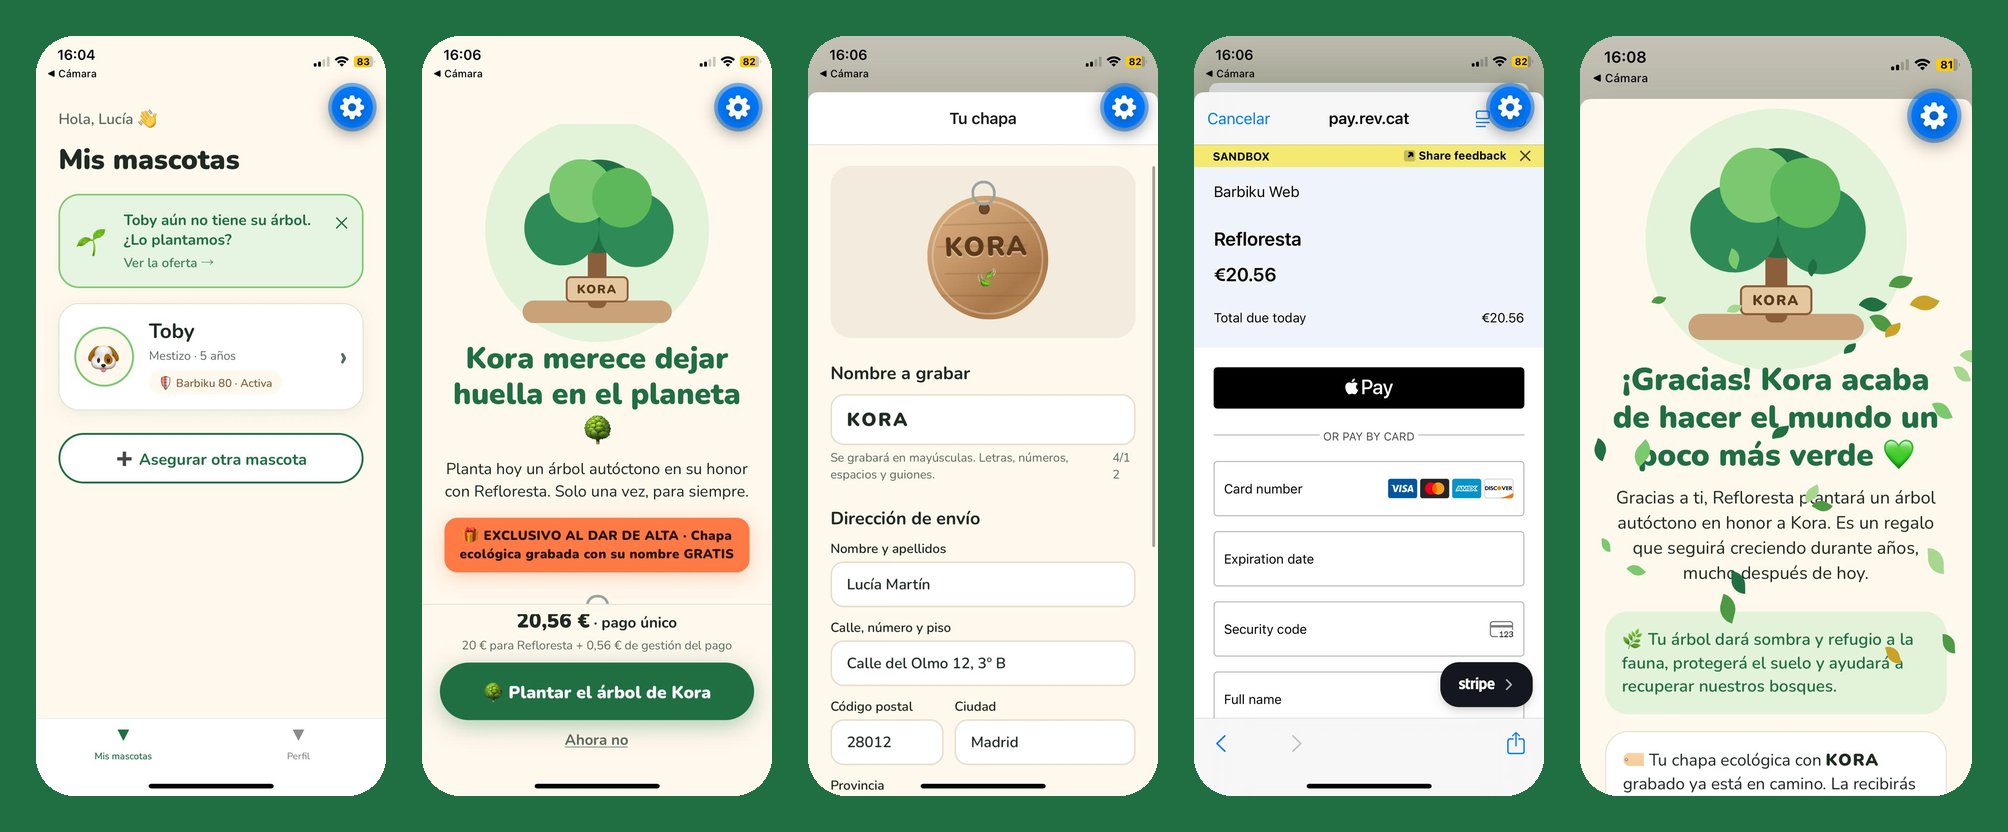 16:04
83
◀ Cámara
Hola, Lucía 👋
Mis mascotas
Toby aún no tiene su árbol.
¿Lo plantamos?
Ver la oferta →
Toby
Mestizo · 5 años
Barbiku 80 · Activa
+ Asegurar otra mascota
Mis mascotas
Perfil
16:06
82
◀ Cámara
KORA
Kora merece dejar
huella en el planeta
🌳
Planta hoy un árbol autóctono en su honor
con Refloresta. Solo una vez, para siempre.
🎁 EXCLUSIVO AL DAR DE ALTA · Chapa
ecológica grabada con su nombre GRATIS
20,56 € · pago único
20 € para Refloresta + 0,56 € de gestión del pago
🌳 Plantar el árbol de Kora
Ahora no
16:06
82
◀ Cámara
Tu chapa
KORA
Nombre a grabar
KORA
Se grabará en mayúsculas. Letras, números,
espacios y guiones.
4/1
2
Dirección de envío
Nombre y apellidos
Lucía Martín
Calle, número y piso
Calle del Olmo 12, 3º B
Código postal
Ciudad
28012
Madrid
Provincia
16:06
82
◀ Cámara
Cancelar
pay.rev.cat
SANDBOX
Share feedback
Barbiku Web
Refloresta
€20.56
Total due today
€20.56
Pay
OR PAY BY CARD
Card number
VISA
AMEX
DISCOVER
Expiration date
Security code
123
Full name
stripe
16:08
81
◀ Cámara
KORA
¡Gracias! Kora acaba
de hacer el mundo un
poco más verde 💚
Gracias a ti, Refloresta plantará un árbol
autóctono en honor a Kora. Es un regalo
que seguirá creciendo durante años,
mucho después de hoy.
🌿 Tu árbol dará sombra y refugio a la
fauna, protegerá el suelo y ayudará a
recuperar nuestros bosques.
Tu chapa ecológica con KORA
grabado ya está en camino. La recibirás